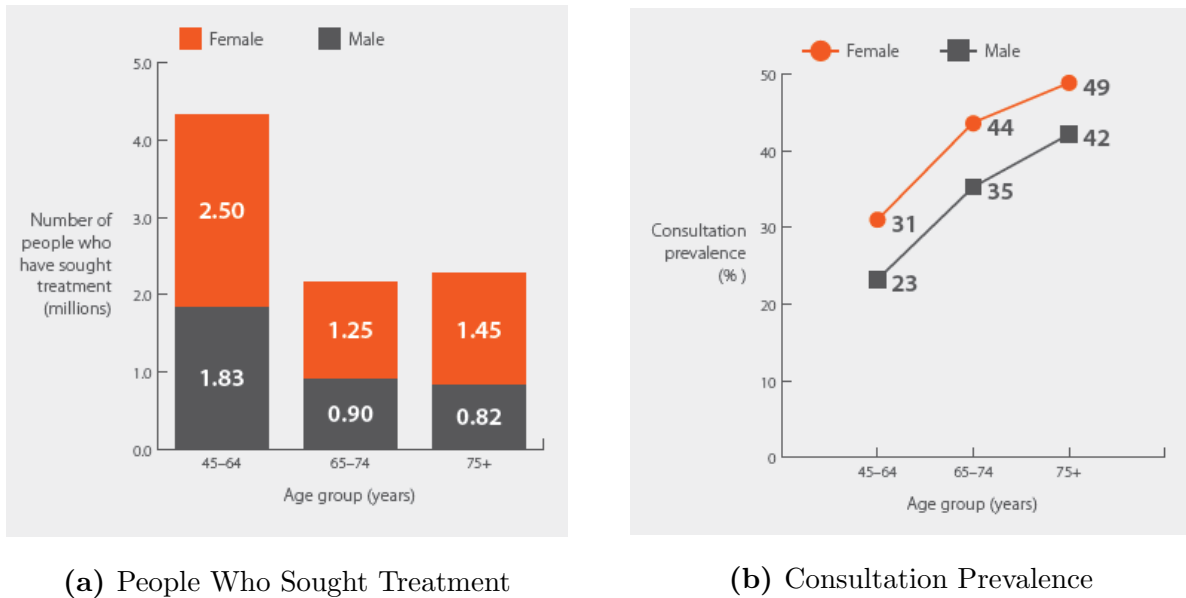 Female Male
5.0
4.0
3.0
2.0
1.0
0.0
Number of
people who
have sought
treatment
(millions)
2.50
1.83
1.25
0.90
1.45
0.82
45–64 65–74 75+
Age group (years)
(a) People Who Sought Treatment
Female Male
50
40
30
20
10
0
Consultation
prevalence
(% )
31
44
49
23
35
42
45–64 65–74 75+
Age group (years)
(b) Consultation Prevalence